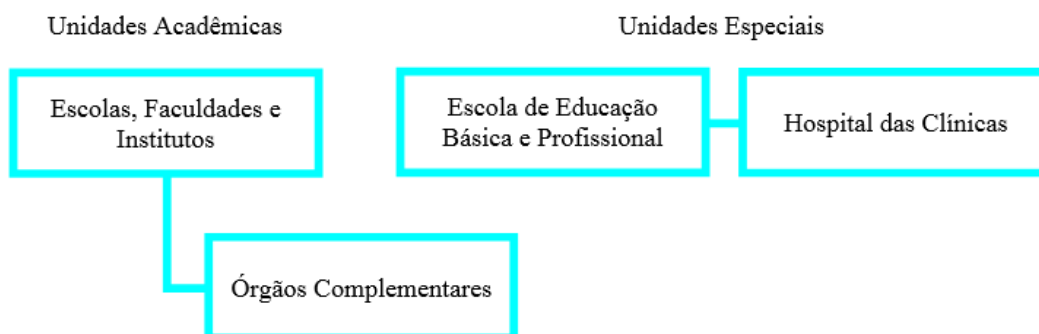 Unidades Acadêmicas
Unidades Especiais
Escolas, Faculdades e
Institutos
Escola de Educação
Básica e Profissional
Hospital das Clínicas
Órgãos Complementares